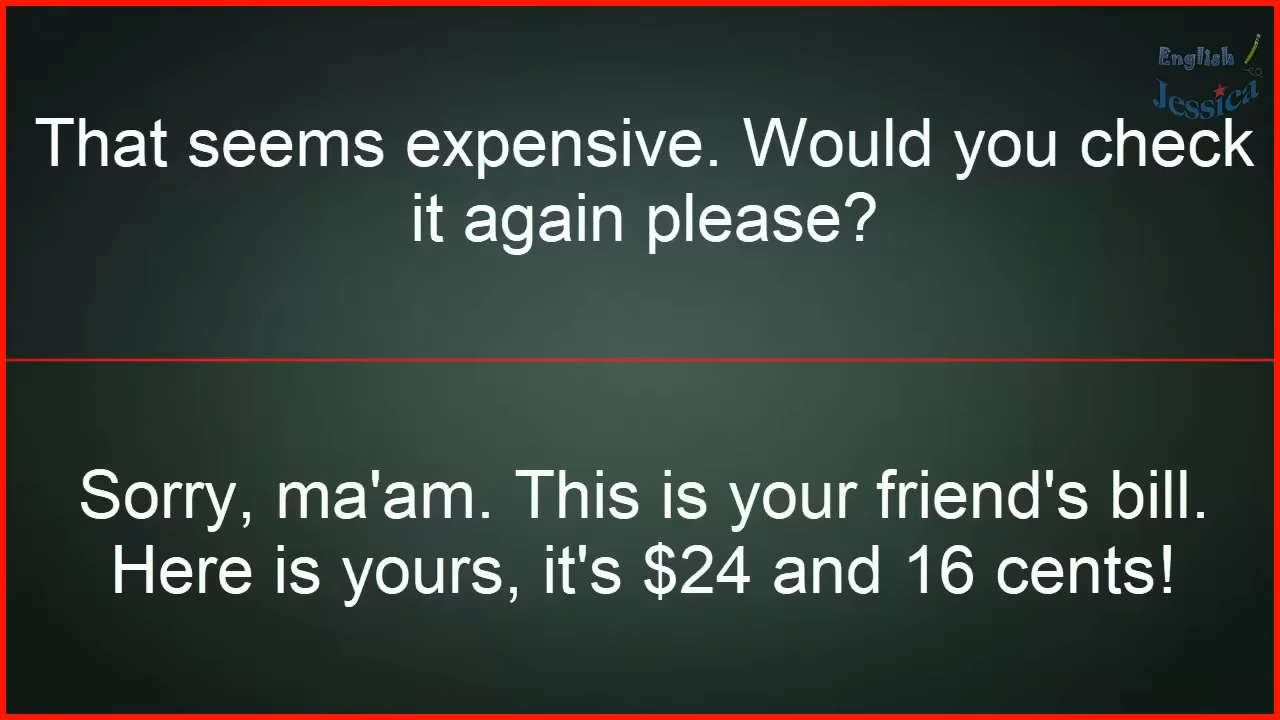 English
Jessica
That seems expensive. Would you check
it again please?
Sorry, ma'am. This is your friend's bill.
Here is yours, it's $24 and 16 cents!